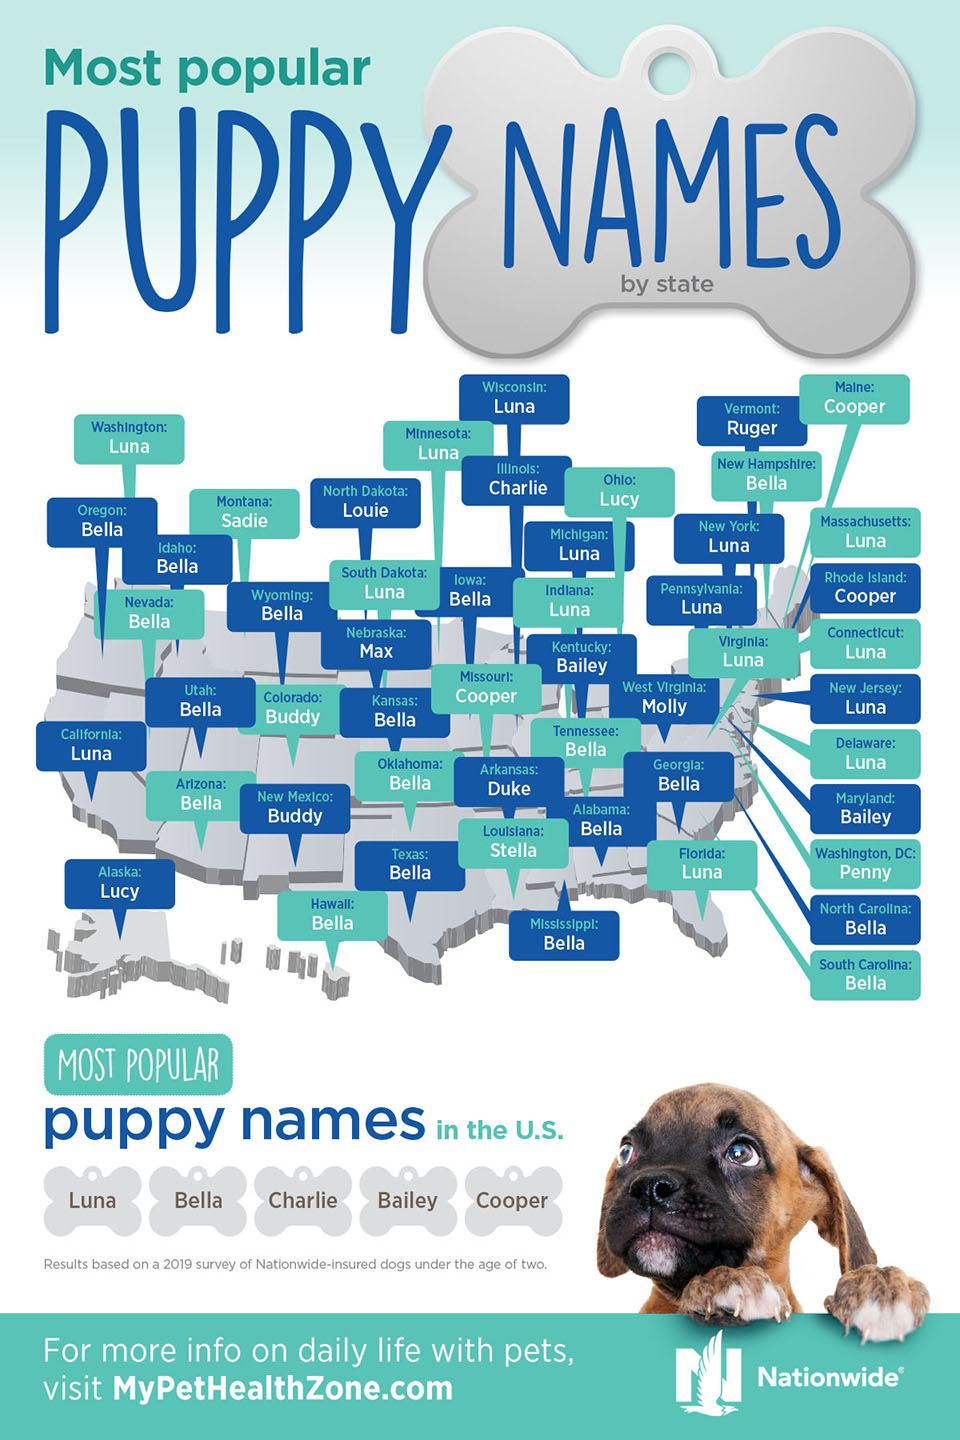 Most popular
PUPPY NAMES
by state
Wisconsin:
Luna
Maine:
Cooper
Vermont:
Ruger
Washington:
Luna
Minnesota:
Luna
New Hampshire:
Bella
Illinois:
Charlie
Ohio:
Lucy
North Dakota:
Louie
Montana:
Sadie
Oregon:
Bella
Massachusetts:
Luna
New York:
Luna
Michigan:
Luna
Idaho:
Bella
South Dakota:
Luna
Iowa:
Bella
Rhode Island:
Cooper
Wyoming:
Bella
Indiana:
Luna
Pennsylvania:
Luna
Nevada:
Bella
Nebraska:
Max
Connecticut:
Luna
Virginia:
Luna
Kentucky:
Bailey
Missouri:
Cooper
Utah:
Bella
Colorado:
Buddy
Kansas:
Bella
West Virginia:
Molly
New Jersey:
Luna
California:
Luna
Tennessee:
Bella
Delaware:
Luna
Oklahoma:
Bella
Arkansas:
Duke
Georgia:
Bella
Arizona:
Bella
New Mexico:
Buddy
Maryland:
Bailey
Alabama:
Bella
Louisiana:
Stella
Texas:
Bella
Florida:
Luna
Washington, DC:
Penny
Alaska:
Lucy
Hawaii:
Bella
North Carolina:
Bella
Mississippi:
Bella
South Carolina:
Bella
MOST POPULAR
puppy names in the U.S.
Luna Bella Charlie Bailey Cooper
Results based on a 2019 survey of Nationwide-insured dogs under the age of two.
For more info on daily life with pets,
visit MyPetHealthZone.com
N Nationwide®